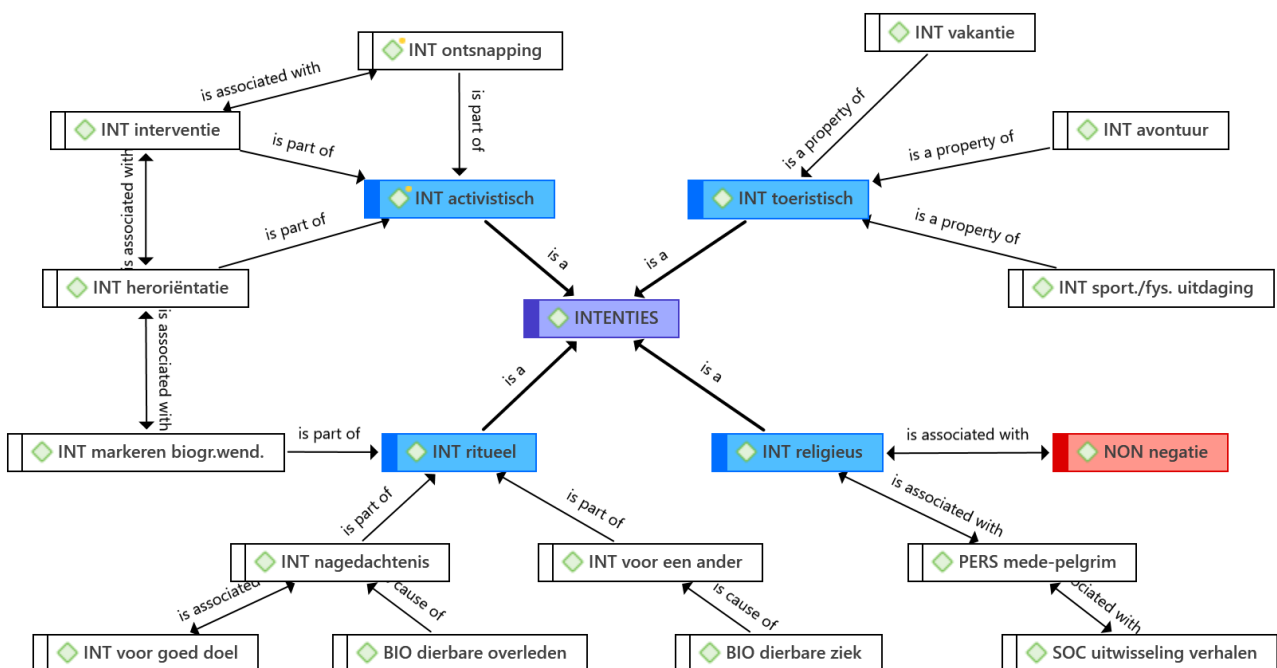 INT vakantie
INT ontsnapping
is associated with
INT interventie
is part of
is part of
is a property of
INT avontuur
is a property of
is associated with
INT activistisch
INT toeristisch
is part of
is a property of
is a
is a
INT heroriëntatie
INT sport./fys. uitdaging
INTENTIES
is associated with
is a
is a
INT markeren biogr.wend.
is part of
INT ritueel
INT religieus
is associated with
NON negatie
is part of
is part of
is associated with
INT nagedachtenis
INT voor een ander
PERS mede-pelgrim
is associated
is cause of
is cause of
ssociated with
INT voor goed doel
BIO dierbare overleden
BIO dierbare ziek
SOC uitwisseling verhalen